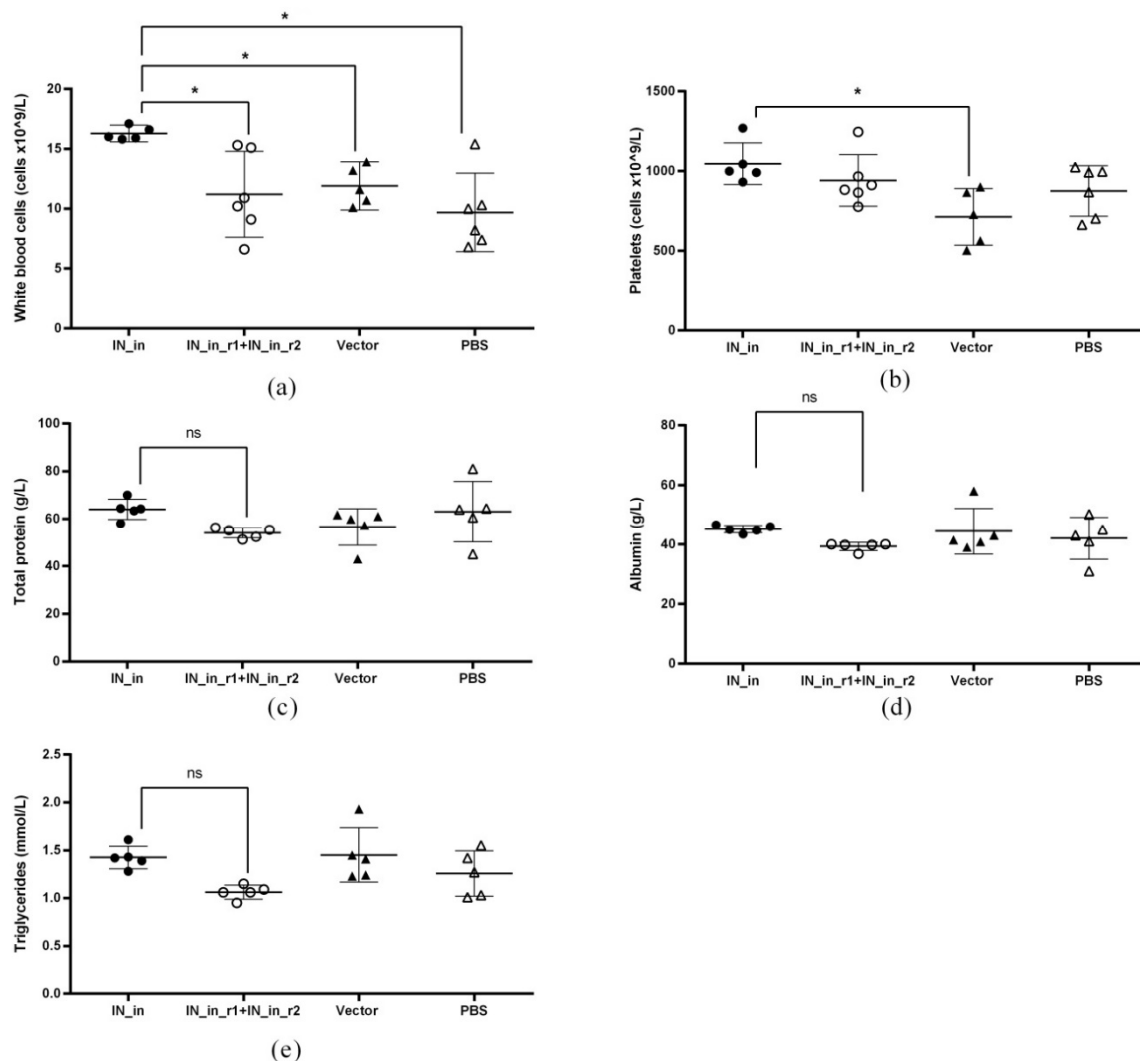 *
*
*
20
15
10
5
0
White blood cells (cells x10^9/L)
IN_in IN_in_r1+IN_in_r2 Vector PBS
(a)
*
1500
1000
500
0
Platelets (cells x10^9/L)
IN_in IN_in_r1+IN_in_r2 Vector PBS
(b)
ns
100
80
60
40
20
0
Total protein (g/L)
IN_in IN_in_r1+IN_in_r2 Vector PBS
(c)
ns
80
60
40
20
0
Albumin (g/L)
IN_in IN_in_r1+IN_in_r2 Vector PBS
(d)
ns
2.5
2.0
1.5
1.0
0.5
0.0
Triglycerides (mmol/L)
IN_in IN_in_r1+IN_in_r2 Vector PBS
(e)